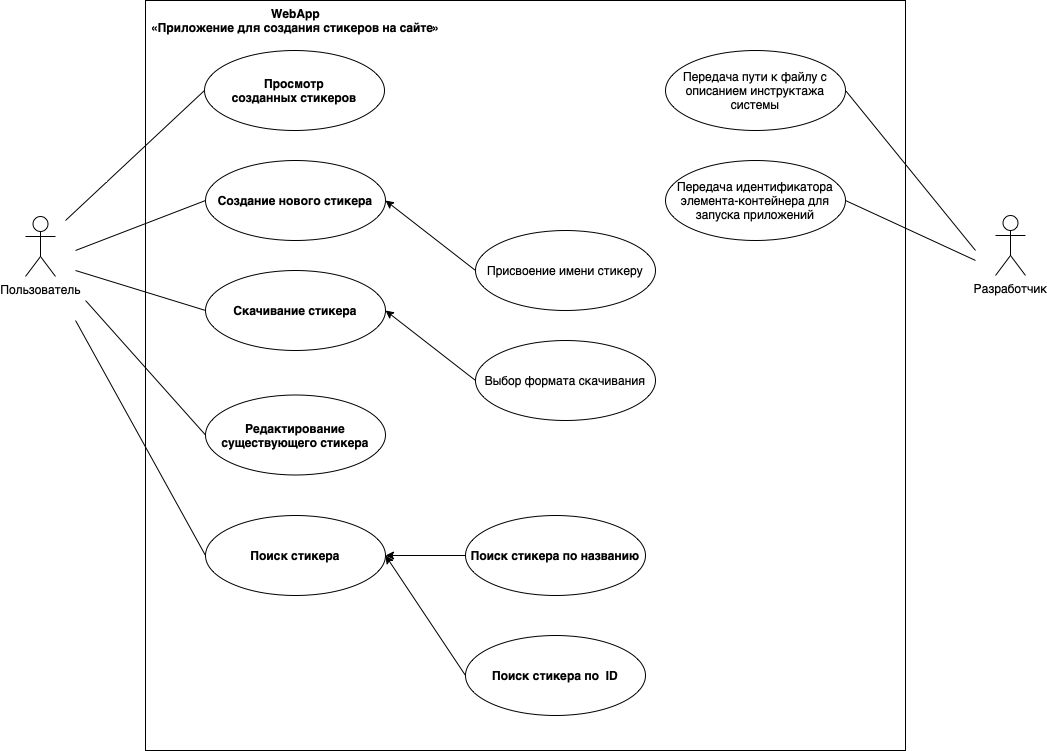 WebApp
«Приложение для создания стикеров на сайте»
Просмотр
созданных стикеров
Передача пути к файлу с
описанием инструктажа
системы
Создание нового стикера
Передача идентификатора
элемента-контейнера для
запуска приложений
Присвоение имени стикеру
Пользователь
Разработчик
Скачивание стикера
Выбор формата скачивания
Редактирование
существующего стикера
Поиск стикера
Поиск стикера по названию
Поиск стикера по ID